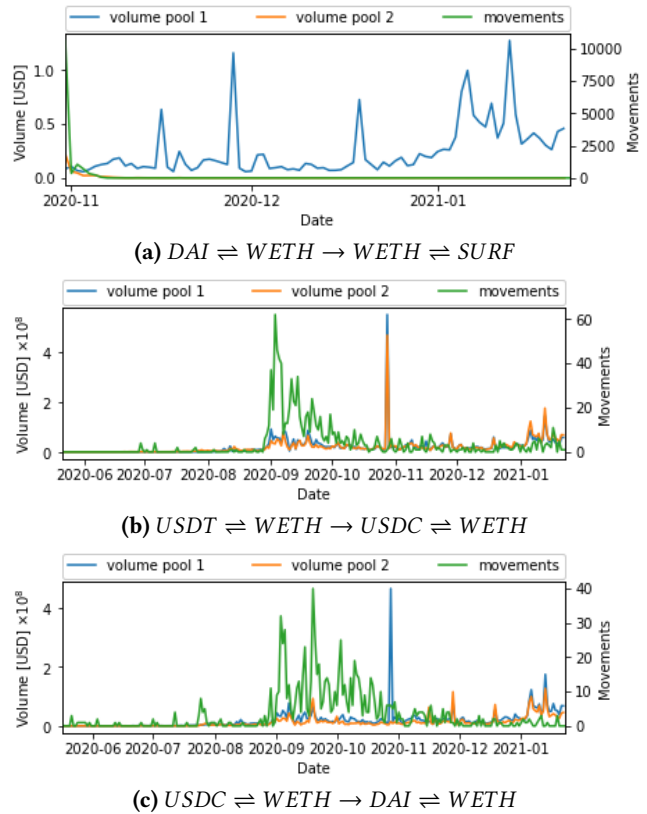 volume pool 1 volume pool 2 movements
Volume [USD]
1.0
0.5
0.0
10000
7500
5000
2500
0
Movements
2020-11 2020-12 2021-01
Date
(a) DAI ⇌ WETH → WETH ⇌ SURF
volume pool 1 volume pool 2 movements
Volume [USD] ×10⁸
4
2
0
60
40
20
0
Movements
2020-06 2020-07 2020-08 2020-09 2020-10 2020-11 2020-12 2021-01
Date
(b) USDT ⇌ WETH → USDC ⇌ WETH
volume pool 1 volume pool 2 movements
Volume [USD] ×10⁸
4
2
0
40
30
20
10
0
Movements
2020-06 2020-07 2020-08 2020-09 2020-10 2020-11 2020-12 2021-01
Date
(c) USDC ⇌ WETH → DAI ⇌ WETH